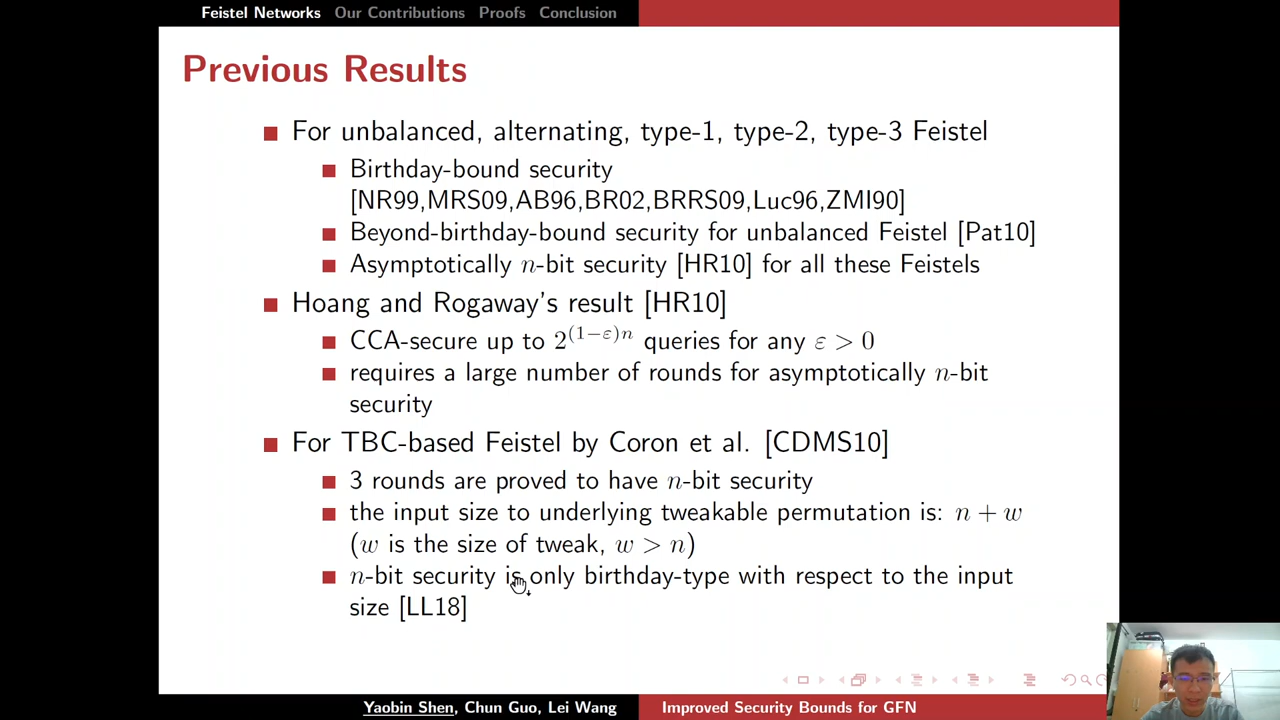 Feistel Networks Our Contributions Proofs Conclusion
Previous Results
For unbalanced, alternating, type-1, type-2, type-3 Feistel
Birthday-bound security
[NR99,MRS09,AB96,BR02,BRRS09,Luc96,ZMI90]
Beyond-birthday-bound security for unbalanced Feistel [Pat10]
Asymptotically n-bit security [HR10] for all these Feistels
Hoang and Rogaway's result [HR10]
CCA-secure up to 2^{(1−ε)n} queries for any ε > 0
requires a large number of rounds for asymptotically n-bit
security
For TBC-based Feistel by Coron et al. [CDMS10]
3 rounds are proved to have n-bit security
the input size to underlying tweakable permutation is: n + w
(w is the size of tweak, w > n)
n-bit security is only birthday-type with respect to the input
size [LL18]
Yaobin Shen, Chun Guo, Lei Wang Improved Security Bounds for GFN